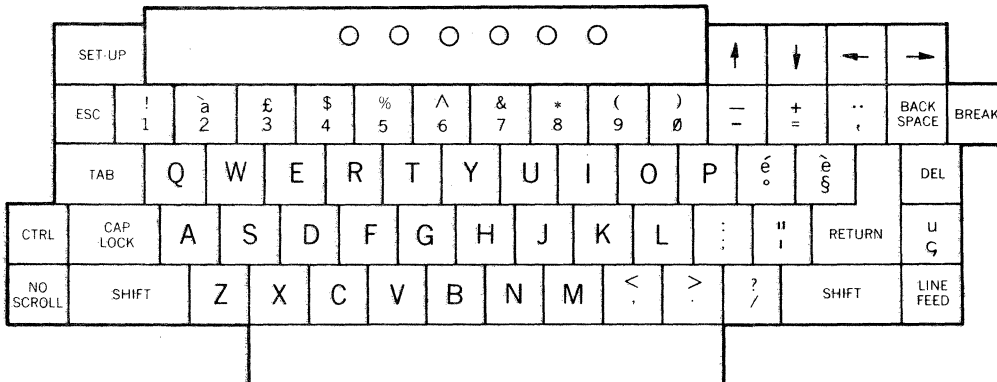 SET-UP ↑ ↓ ← →
ESC ! 1 à 2 £ 3 $ 4 % 5 ^ 6 & 7 * 8 ( 9 ) Ø — - + = ¨ BACK SPACE BREAK
TAB Q W E R T Y U I O P é ° è § DEL
CTRL CAP LOCK A S D F G H J K L : ; " ' RETURN u ç
NO SCROLL SHIFT Z X C V B N M < , > . ? / SHIFT LINE FEED